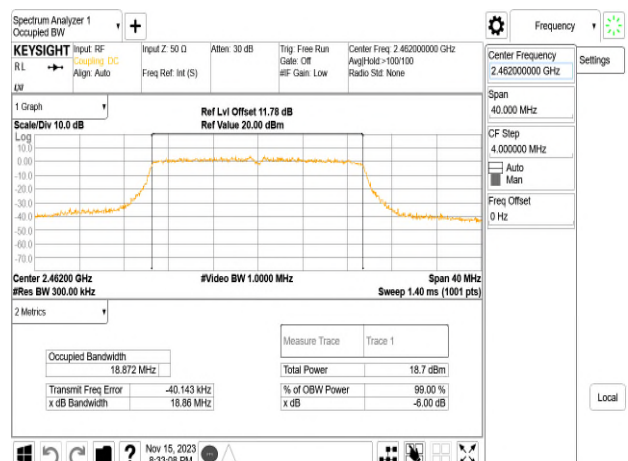 Spectrum Analyzer 1
Occupied BW
Frequency
KEYSIGHT
RL
Input: RF
Coupling: DC
Align: Auto
Input Z: 50 Ω
Freq Ref: Int (S)
Atten: 30 dB
Trig: Free Run
Gate: Off
#IF Gain: Low
Center Freq: 2.462000000 GHz
Avg|Hold:>100/100
Radio Std: None
Center Frequency
2.462000000 GHz
Settings
Span
40.000 MHz
CF Step
4.000000 MHz
Auto
Man
Freq Offset
0 Hz
1 Graph
Scale/Div 10.0 dB
Ref Lvl Offset 11.78 dB
Ref Value 20.00 dBm
Log
10.0
0.00
-10.0
-20.0
-30.0
-40.0
-50.0
-60.0
-70.0
Center 2.46200 GHz
#Res BW 300.00 kHz
#Video BW 1.0000 MHz
Span 40 MHz
Sweep 1.40 ms (1001 pts)
2 Metrics
Measure Trace Trace 1
Occupied Bandwidth
18.872 MHz
Total Power 18.7 dBm
Transmit Freq Error -40.143 kHz
% of OBW Power 99.00 %
x dB Bandwidth 18.86 MHz
x dB -6.00 dB
Local
Nov 15, 2023
8:33:08 PM